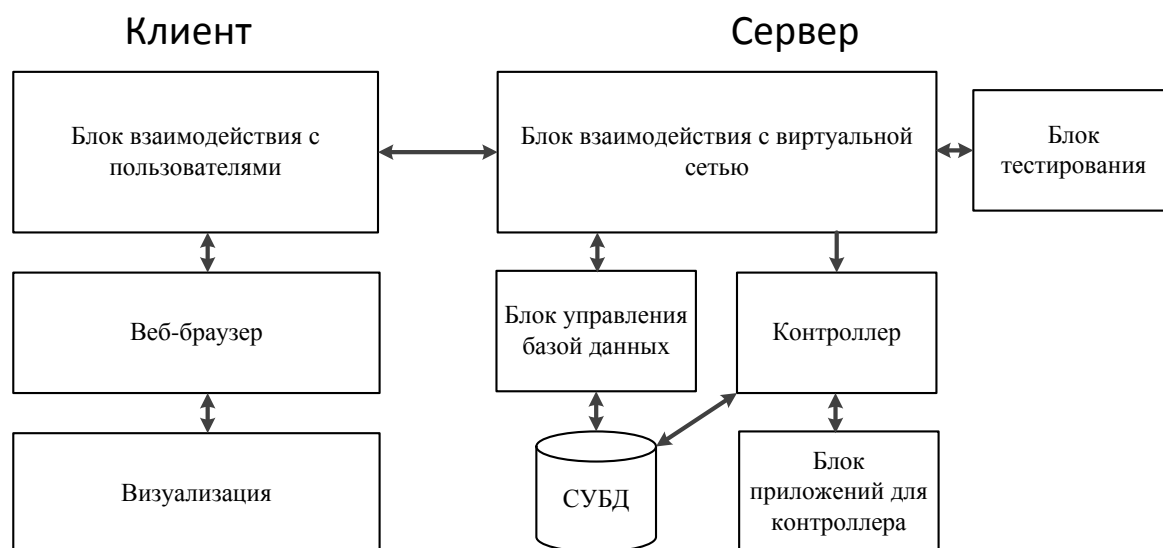 Клиент
Сервер
Блок взаимодействия с
пользователями
Блок взаимодействия с виртуальной
сетью
Блок
тестирования
Веб-браузер
Блок управления
базой данных
Контроллер
Визуализация
СУБД
Блок
приложений для
контроллера